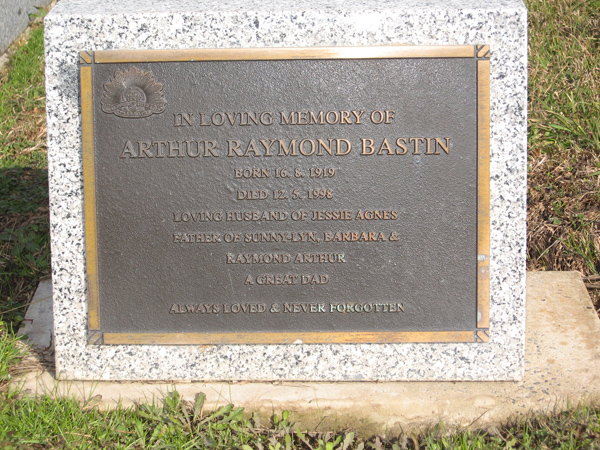 IN LOVING MEMORY OF
ARTHUR RAYMOND BASTIN
BORN 16. 8. 1919
DIED 12. 5. 1998
LOVING HUSBAND OF JESSIE AGNES
FATHER OF SUNNY-LYN, BARBARA &
RAYMOND ARTHUR
A GREAT DAD
ALWAYS LOVED & NEVER FORGOTTEN